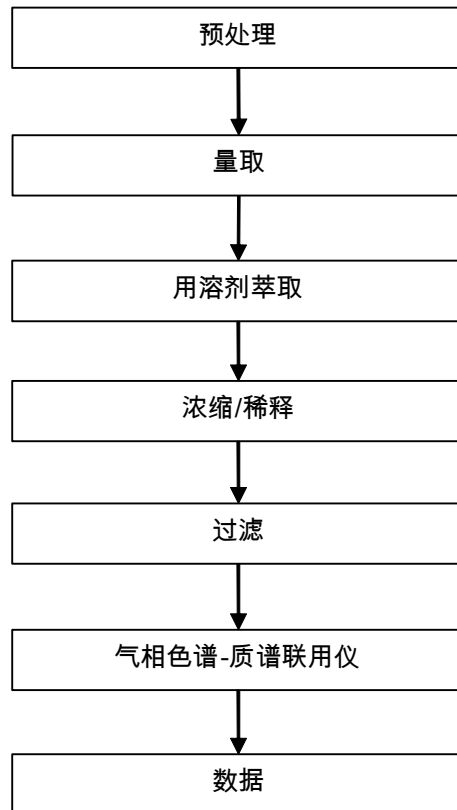 预处理
量取
用溶剂萃取
浓缩/稀释
过滤
气相色谱-质谱联用仪
数据